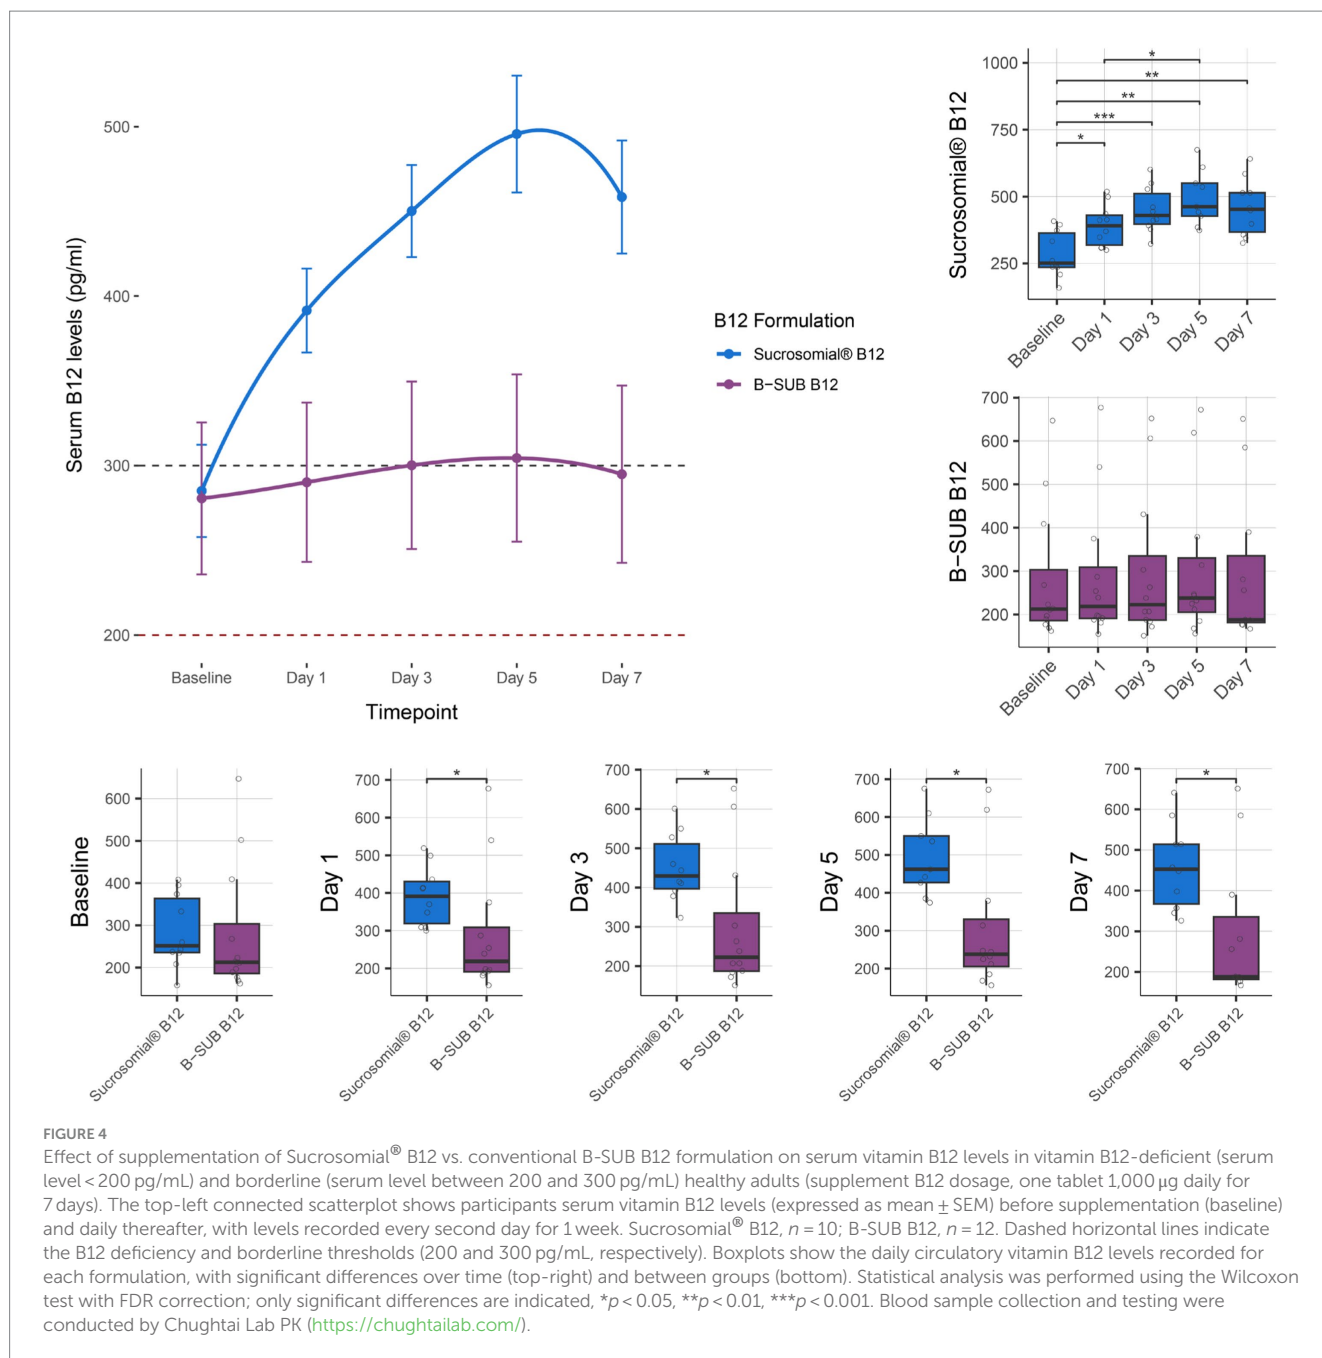 500
400
300
200
Serum B12 levels (pg/ml)
Baseline
Day 1
Day 3
Day 5
Day 7
Timepoint
B12 Formulation
Sucrosomial® B12
B−SUB B12
Sucrosomial® B12
1000
750
500
250
*
**
**
***
*
Baseline
Day 1
Day 3
Day 5
Day 7
B−SUB B12
700
600
500
400
300
200
Baseline
Day 1
Day 3
Day 5
Day 7
Baseline
600
500
400
300
200
Sucrosomial® B12
B−SUB B12
Day 1
700
600
500
400
300
200
*
Sucrosomial® B12
B−SUB B12
Day 3
700
600
500
400
300
200
*
Sucrosomial® B12
B−SUB B12
Day 5
700
600
500
400
300
200
*
Sucrosomial® B12
B−SUB B12
Day 7
700
600
500
400
300
200
*
Sucrosomial® B12
B−SUB B12
FIGURE 4
Effect of supplementation of Sucrosomial® B12 vs. conventional B-SUB B12 formulation on serum vitamin B12 levels in vitamin B12-deficient (serum
level < 200 pg/mL) and borderline (serum level between 200 and 300 pg/mL) healthy adults (supplement B12 dosage, one tablet 1,000 μg daily for
7 days). The top-left connected scatterplot shows participants serum vitamin B12 levels (expressed as mean ± SEM) before supplementation (baseline)
and daily thereafter, with levels recorded every second day for 1 week. Sucrosomial® B12, n = 10; B-SUB B12, n = 12. Dashed horizontal lines indicate
the B12 deficiency and borderline thresholds (200 and 300 pg/mL, respectively). Boxplots show the daily circulatory vitamin B12 levels recorded for
each formulation, with significant differences over time (top-right) and between groups (bottom). Statistical analysis was performed using the Wilcoxon
test with FDR correction; only significant differences are indicated, *p < 0.05, **p < 0.01, ***p < 0.001. Blood sample collection and testing were
conducted by Chughtai Lab PK (https://chughtailab.com/).